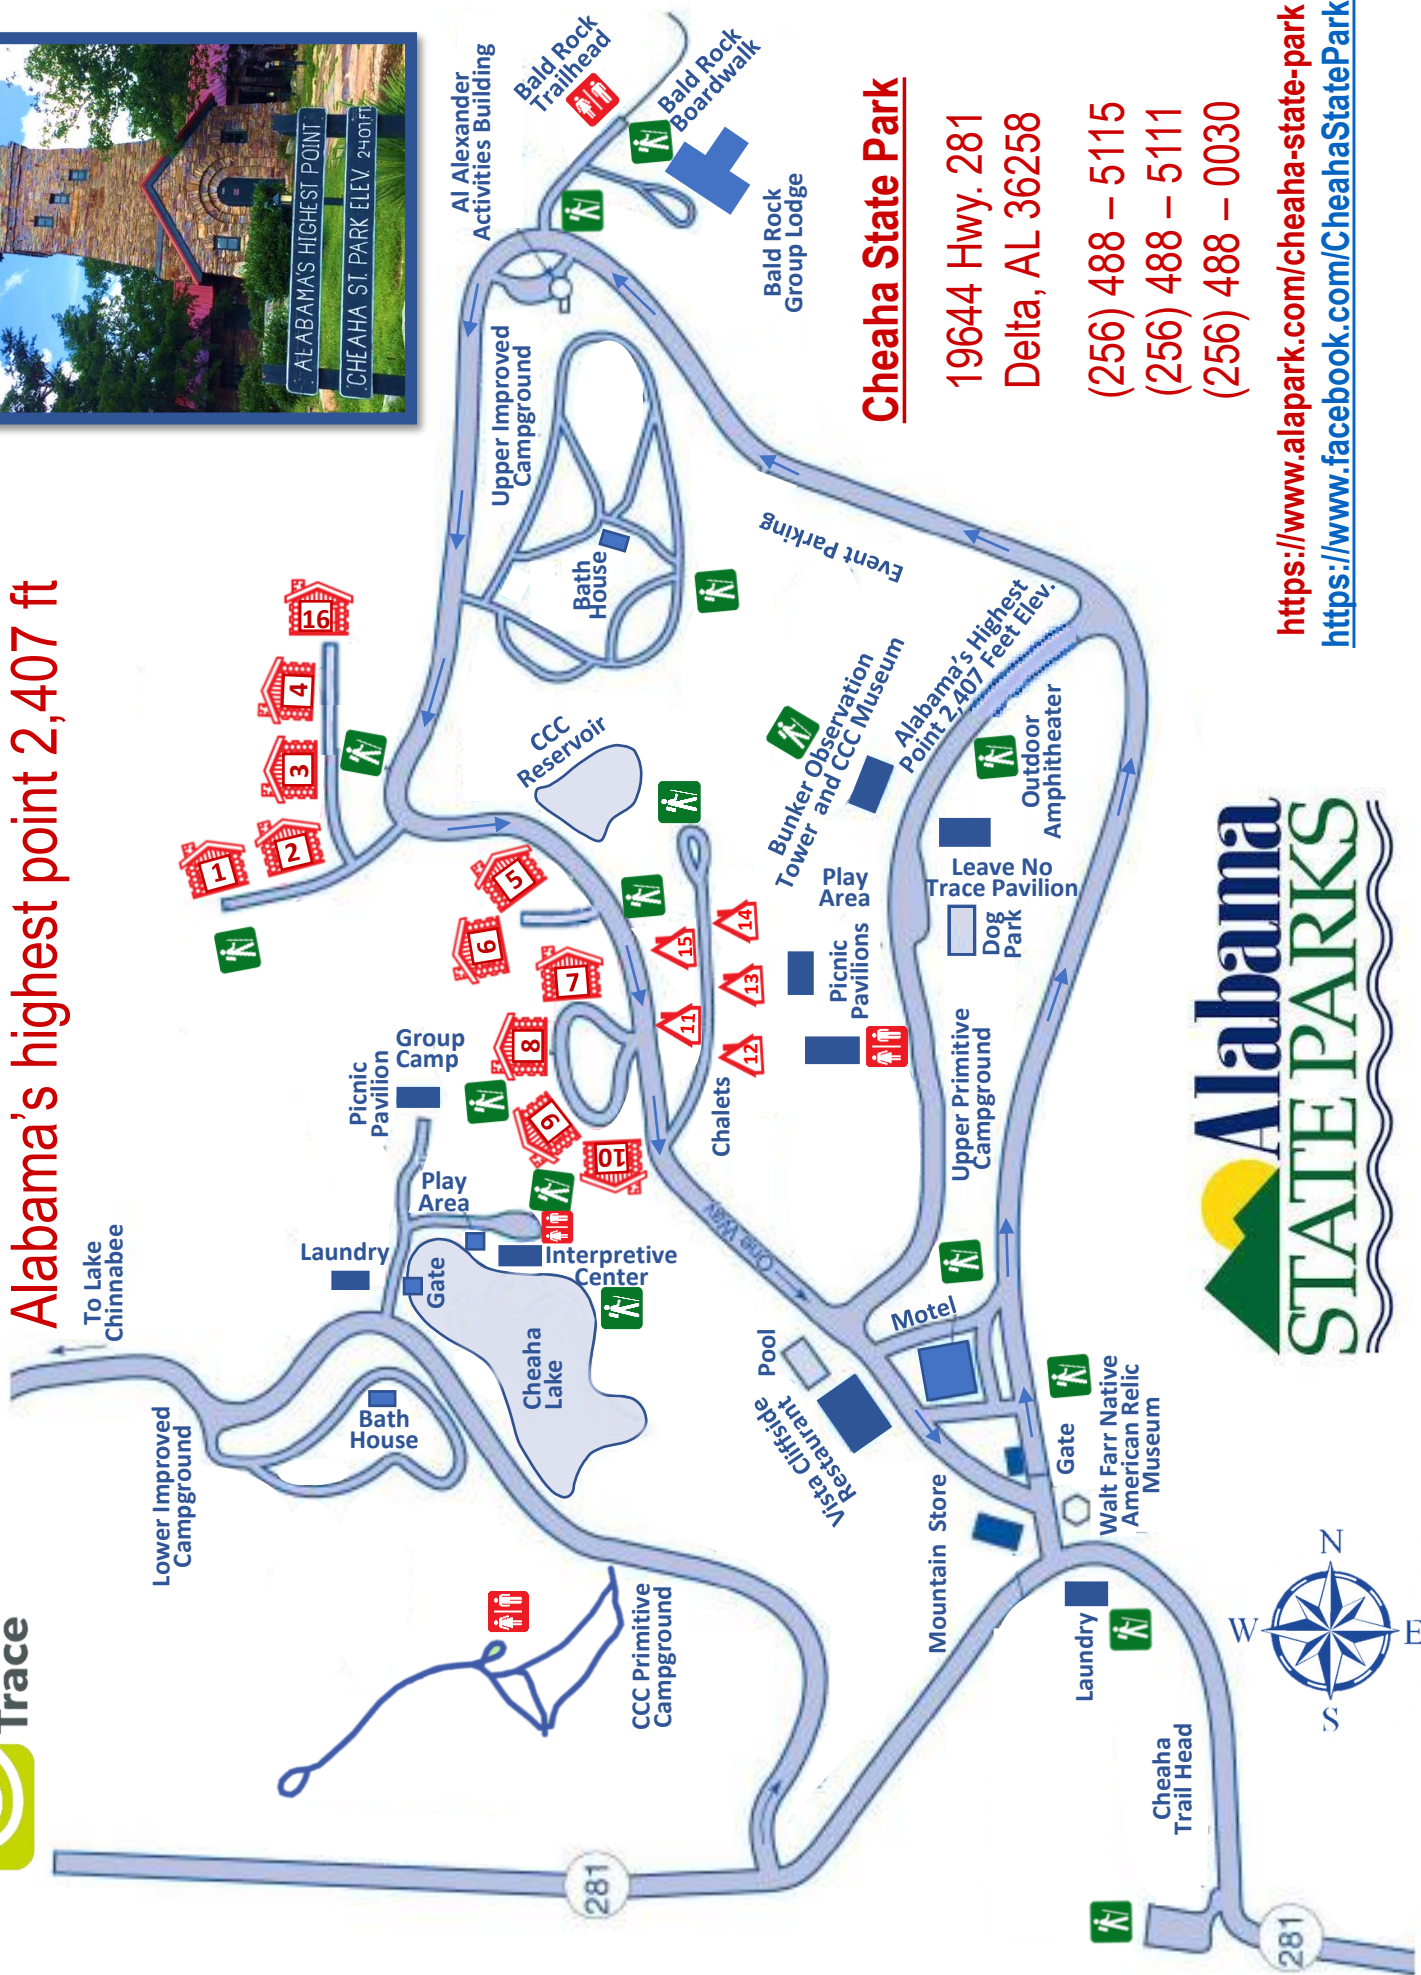 Trace
Alabama's highest point 2,407 ft
ALABAMA'S HIGHEST POINT
CHEAHA ST. PARK ELEV. 2407FT
To Lake
Chinnabee
Lower Improved
Campground
Bath
House
Laundry
Gate
Play
Area
Picnic
Pavilion
Group
Camp
Interpretive
Center
Cheaha
Lake
CCC Primitive
Campground
281
1
2
3
4
16
5
6
7
8
9
10
11
12
13
14
15
Chalets
CCC
Reservoir
Upper Improved
Campground
Bath
House
Al Alexander
Activities Building
Bald Rock
Trailhead
Bald Rock
Boardwalk
Bald Rock
Group Lodge
Event Parking
Bunker Observation
Tower and CCC Museum
Alabama's Highest
Point 2,407 Feet Elev.
Outdoor
Amphitheater
Leave No
Trace Pavilion
Dog
Park
Play
Area
Picnic
Pavilions
Upper Primitive
Campground
One Way
Motel
Pool
Vista Cliffside
Restaurant
Mountain Store
Gate
Walt Farr Native
American Relic
Museum
Laundry
Cheaha
Trail Head
281
Cheaha State Park
19644 Hwy. 281
Delta, AL 36258
(256) 488 – 5115
(256) 488 – 5111
(256) 488 – 0030
https://www.alapark.com/cheaha-state-park
https://www.facebook.com/CheahaStatePark
Alabama
STATE PARKS
N
W
E
S